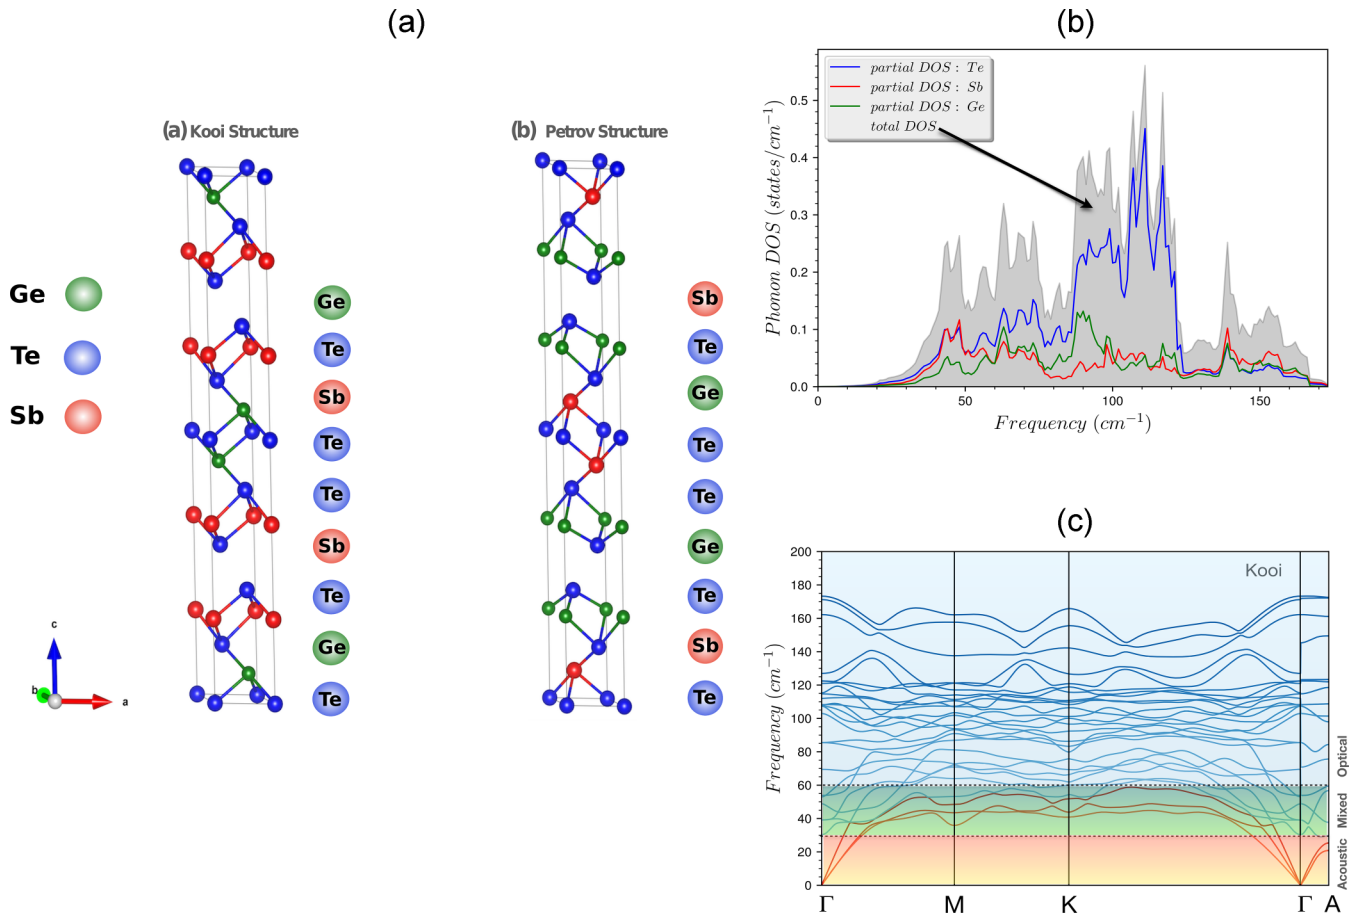 (a)
(a) Kooi Structure
(b) Petrov Structure
Ge
Te
Sb
Ge
Te
Sb
Te
Te
Sb
Te
Ge
Te
Sb
Te
Ge
Te
Te
Ge
Te
Sb
Te
c
b
a
(b)
partial DOS : Te
partial DOS : Sb
partial DOS : Ge
total DOS
Phonon DOS (states/cm⁻¹)
0.5
0.4
0.3
0.2
0.1
0.0
0
50
100
150
Frequency (cm⁻¹)
(c)
Kooi
Frequency (cm⁻¹)
200
180
160
140
120
100
80
60
40
20
0
Γ
M
K
Γ
A
Optical
Mixed
Acoustic